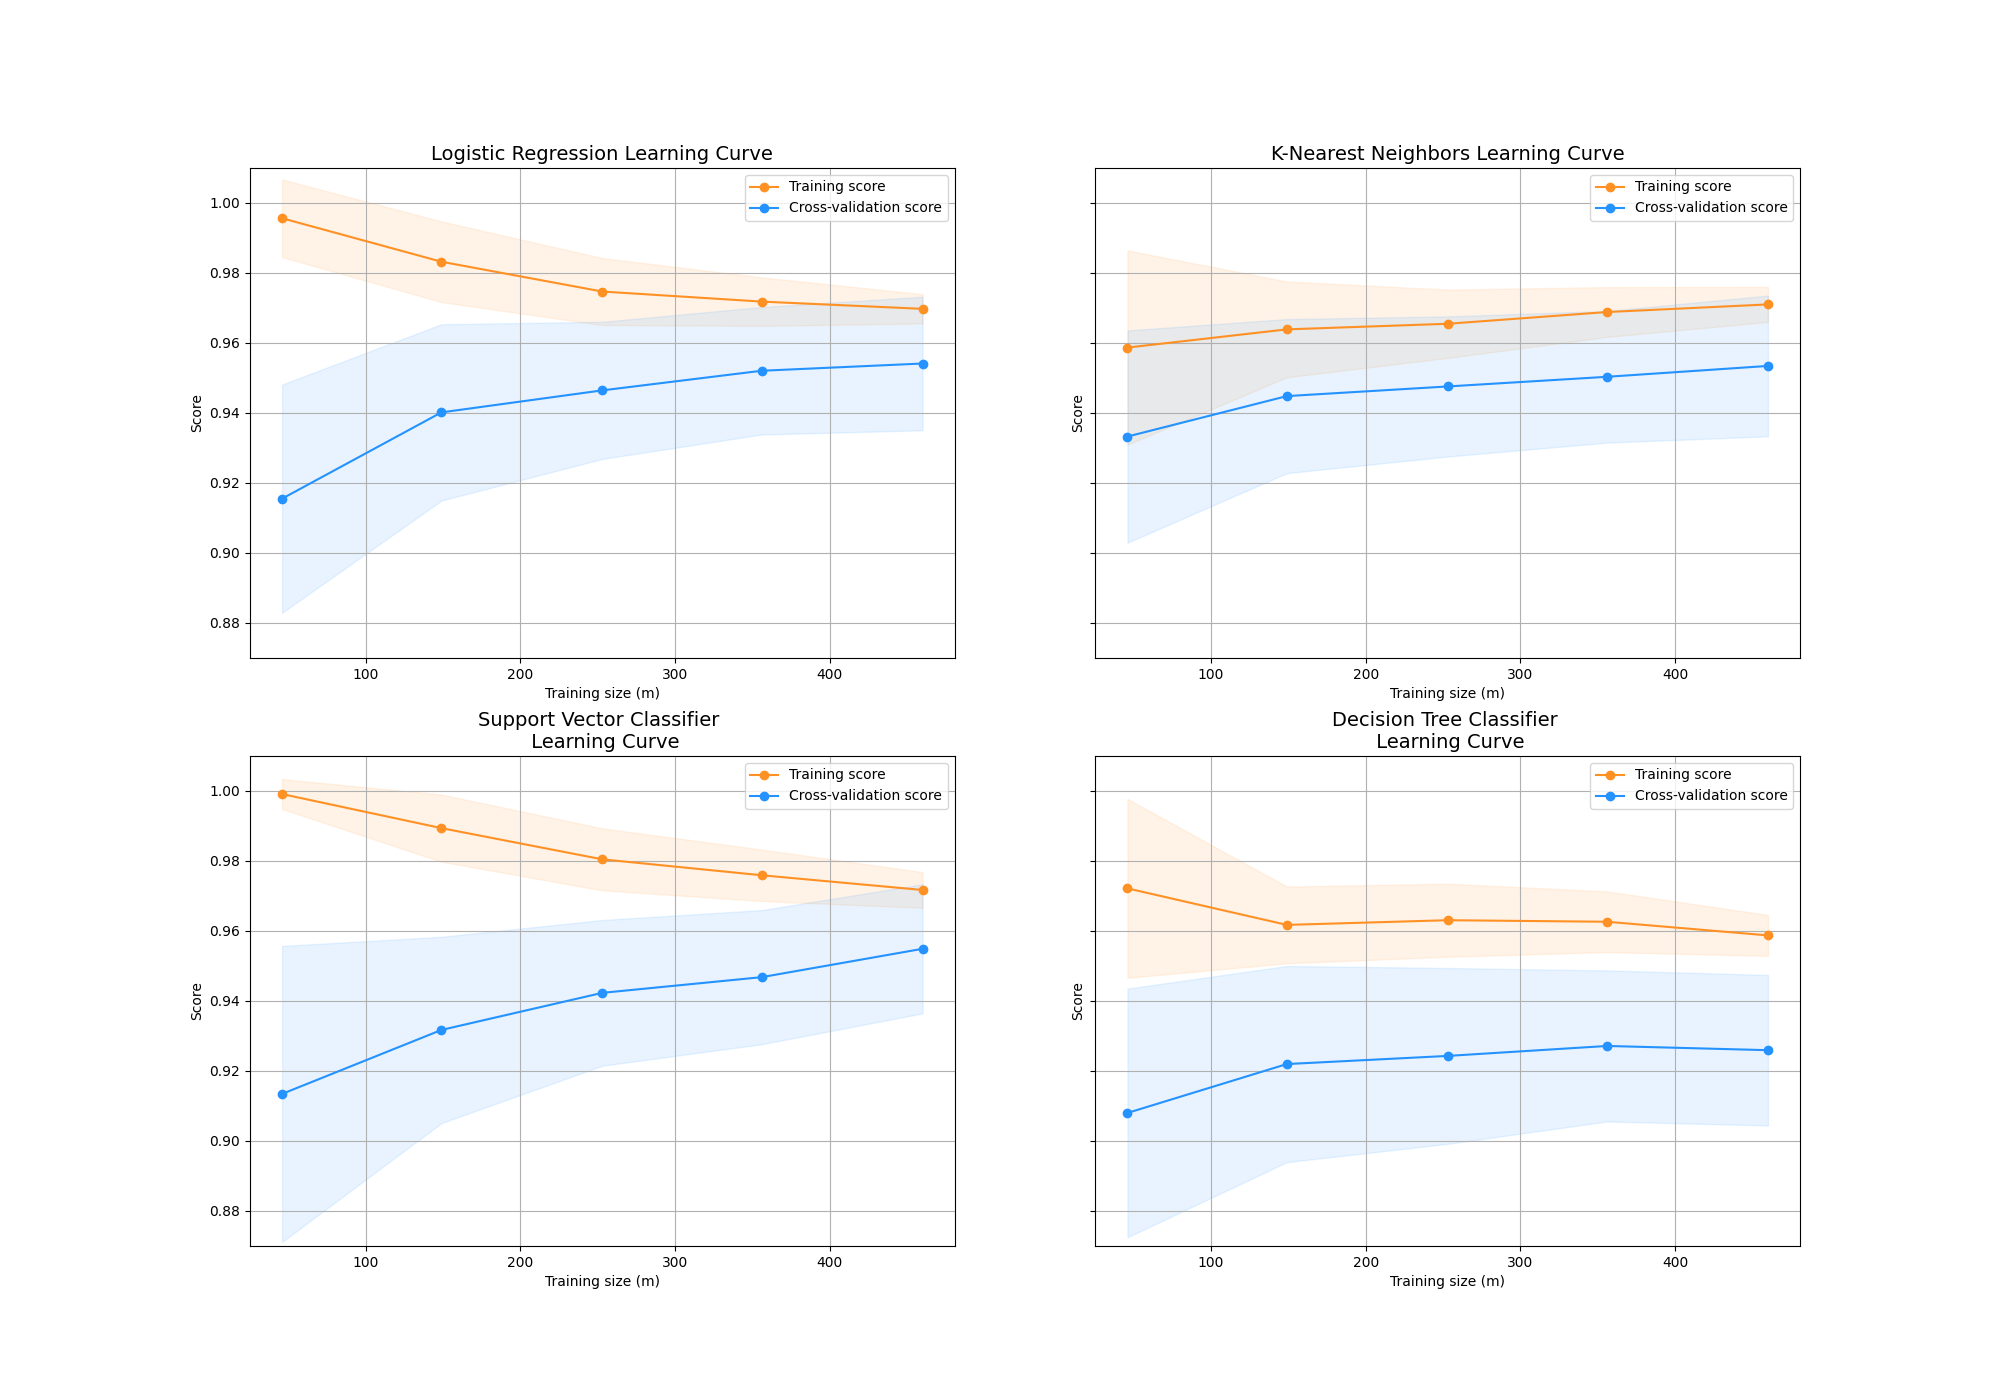 Logistic Regression Learning Curve
Training score
Cross-validation score
1.00
0.98
0.96
0.94
0.92
0.90
0.88
Score
100 200 300 400
Training size (m)
K-Nearest Neighbors Learning Curve
Training score
Cross-validation score
Score
100 200 300 400
Training size (m)
Support Vector Classifier
Learning Curve
Training score
Cross-validation score
1.00
0.98
0.96
0.94
0.92
0.90
0.88
Score
100 200 300 400
Training size (m)
Decision Tree Classifier
Learning Curve
Training score
Cross-validation score
Score
100 200 300 400
Training size (m)